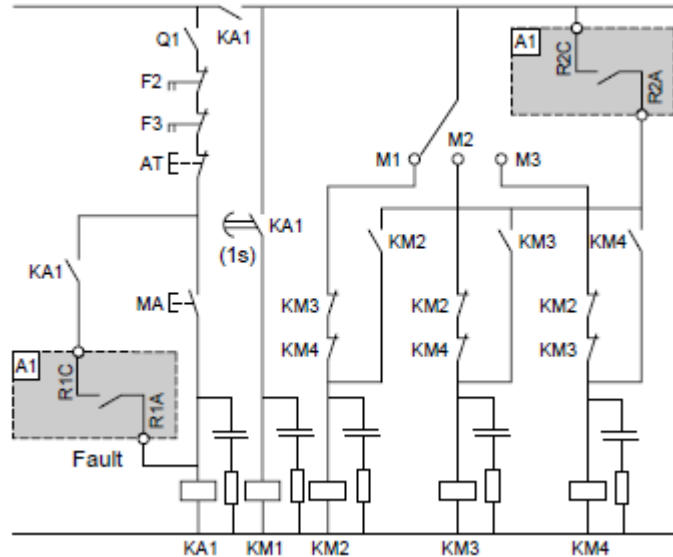 Q1
KA1
A1
R2C
R2A
F2
F3
AT
M1
M2
M3
KA1
(1s)
KM2
KM3
KM4
KA1
MA
KM3
KM2
KM2
KM4
KM4
KM3
A1
R1C
R1A
Fault
KA1 KM1 KM2 KM3 KM4